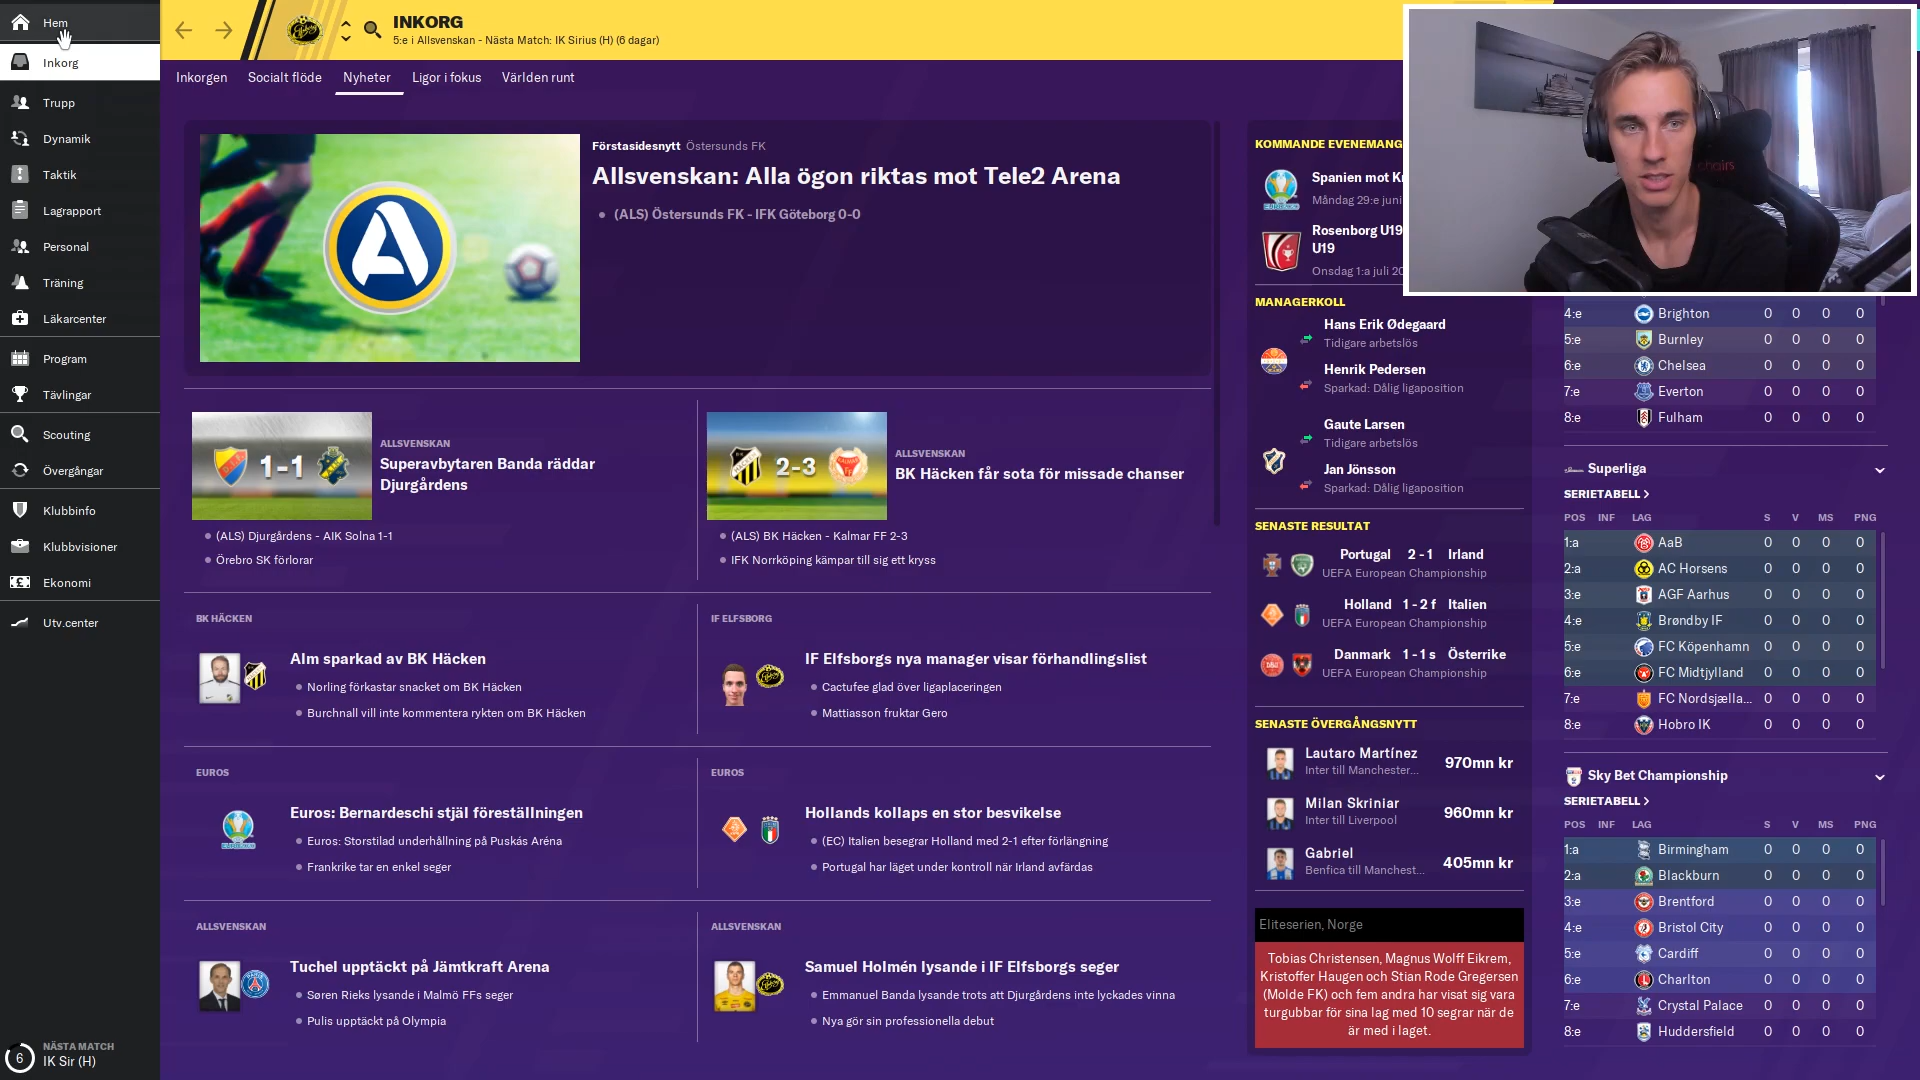 Hem
Inkorg
Trupp
Dynamik
Taktik
Lagrapport
Personal
Träning
Läkarcenter
Program
Tävlingar
Scouting
Övergångar
Klubbinfo
Klubbvisioner
Ekonomi
Utv.center
6
NÄSTA MATCH
IK Sir (H)
INKORG
5:e i Allsvenskan - Nästa Match: IK Sirius (H) (6 dagar)
Inkorgen Socialt flöde Nyheter Ligor i fokus Världen runt
Förstasidesnytt Östersunds FK
Allsvenskan: Alla ögon riktas mot Tele2 Arena
(ALS) Östersunds FK - IFK Göteborg 0-0
1-1
ALLSVENSKAN
Superavbytaren Banda räddar
Djurgårdens
(ALS) Djurgårdens - AIK Solna 1-1
Örebro SK förlorar
2-3
ALLSVENSKAN
BK Häcken får sota för missade chanser
(ALS) BK Häcken - Kalmar FF 2-3
IFK Norrköping kämpar till sig ett kryss
BK HÄCKEN
Alm sparkad av BK Häcken
Norling förkastar snacket om BK Häcken
Burchnall vill inte kommentera rykten om BK Häcken
IF ELFSBORG
IF Elfsborgs nya manager visar förhandlingslist
Cactufee glad över ligaplaceringen
Mattiasson fruktar Gero
EUROS
Euros: Bernardeschi stjäl föreställningen
Euros: Storstilad underhållning på Puskás Aréna
Frankrike tar en enkel seger
EUROS
Hollands kollaps en stor besvikelse
(EC) Italien besegrar Holland med 2-1 efter förlängning
Portugal har läget under kontroll när Irland avfärdas
ALLSVENSKAN
Tuchel upptäckt på Jämtkraft Arena
Søren Rieks lysande i Malmö FFs seger
Pulis upptäckt på Olympia
ALLSVENSKAN
Samuel Holmén lysande i IF Elfsborgs seger
Emmanuel Banda lysande trots att Djurgårdens inte lyckades vinna
Nya gör sin professionella debut
KOMMANDE EVENEMANG
Spanien mot K
Måndag 29:e juni
Rosenborg U19
U19
Onsdag 1:a juli 20
MANAGERKOLL
Hans Erik Ødegaard
Tidigare arbetslös
Henrik Pedersen
Sparkad: Dålig ligaposition
Gaute Larsen
Tidigare arbetslös
Jan Jönsson
Sparkad: Dålig ligaposition
SENASTE RESULTAT
Portugal 2 - 1 Irland
UEFA European Championship
Holland 1 - 2 f Italien
UEFA European Championship
Danmark 1 - 1 s Österrike
UEFA European Championship
SENASTE ÖVERGÅNGSNYTT
Lautaro Martínez 970mn kr
Inter till Manchester...
Milan Skriniar 960mn kr
Inter till Liverpool
Gabriel 405mn kr
Benfica till Manchest...
Eliteserien, Norge
Tobias Christensen, Magnus Wolff Eikrem,
Kristoffer Haugen och Stian Rode Gregersen
(Molde FK) och fem andra har visat sig vara
turgubbar för sina lag med 10 segrar när de
är med i laget.
4:e Brighton 0 0 0 0
5:e Burnley 0 0 0 0
6:e Chelsea 0 0 0 0
7:e Everton 0 0 0 0
8:e Fulham 0 0 0 0
Superliga
SERIETABELL >
POS INF LAG S V MS PNG
1:a AaB 0 0 0 0
2:a AC Horsens 0 0 0 0
3:e AGF Aarhus 0 0 0 0
4:e Brøndby IF 0 0 0 0
5:e FC Köpenhamn 0 0 0 0
6:e FC Midtjylland 0 0 0 0
7:e FC Nordsjælla... 0 0 0 0
8:e Hobro IK 0 0 0 0
Sky Bet Championship
SERIETABELL >
POS INF LAG S V MS PNG
1:a Birmingham 0 0 0 0
2:a Blackburn 0 0 0 0
3:e Brentford 0 0 0 0
4:e Bristol City 0 0 0 0
5:e Cardiff 0 0 0 0
6:e Charlton 0 0 0 0
7:e Crystal Palace 0 0 0 0
8:e Huddersfield 0 0 0 0